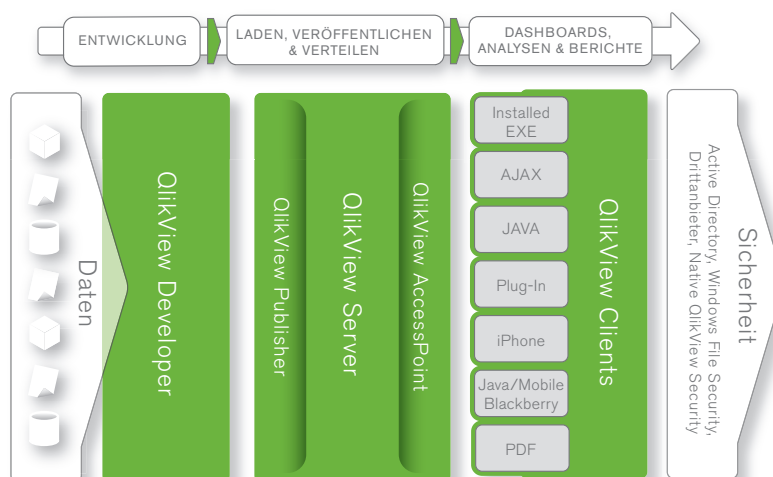 ENTWICKLUNG
LADEN, VERÖFFENTLICHEN
& VERTEILEN
DASHBOARDS,
ANALYSEN & BERICHTE
Daten
QlikView Developer
QlikView Publisher
QlikView Server
QlikView AccessPoint
Installed
EXE
AJAX
JAVA
Plug-In
iPhone
Java/Mobile
Blackberry
PDF
QlikView Clients
Sicherheit
Active Directory, Windows File Security,
Drittanbieter, Native QlikView Security